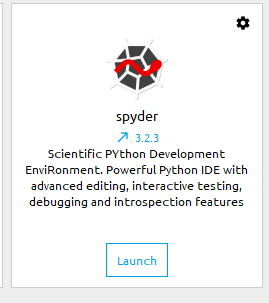 spyder
3.2.3
Scientific PYthon Development
EnviRonment. Powerful Python IDE with
advanced editing, interactive testing,
debugging and introspection features
Launch